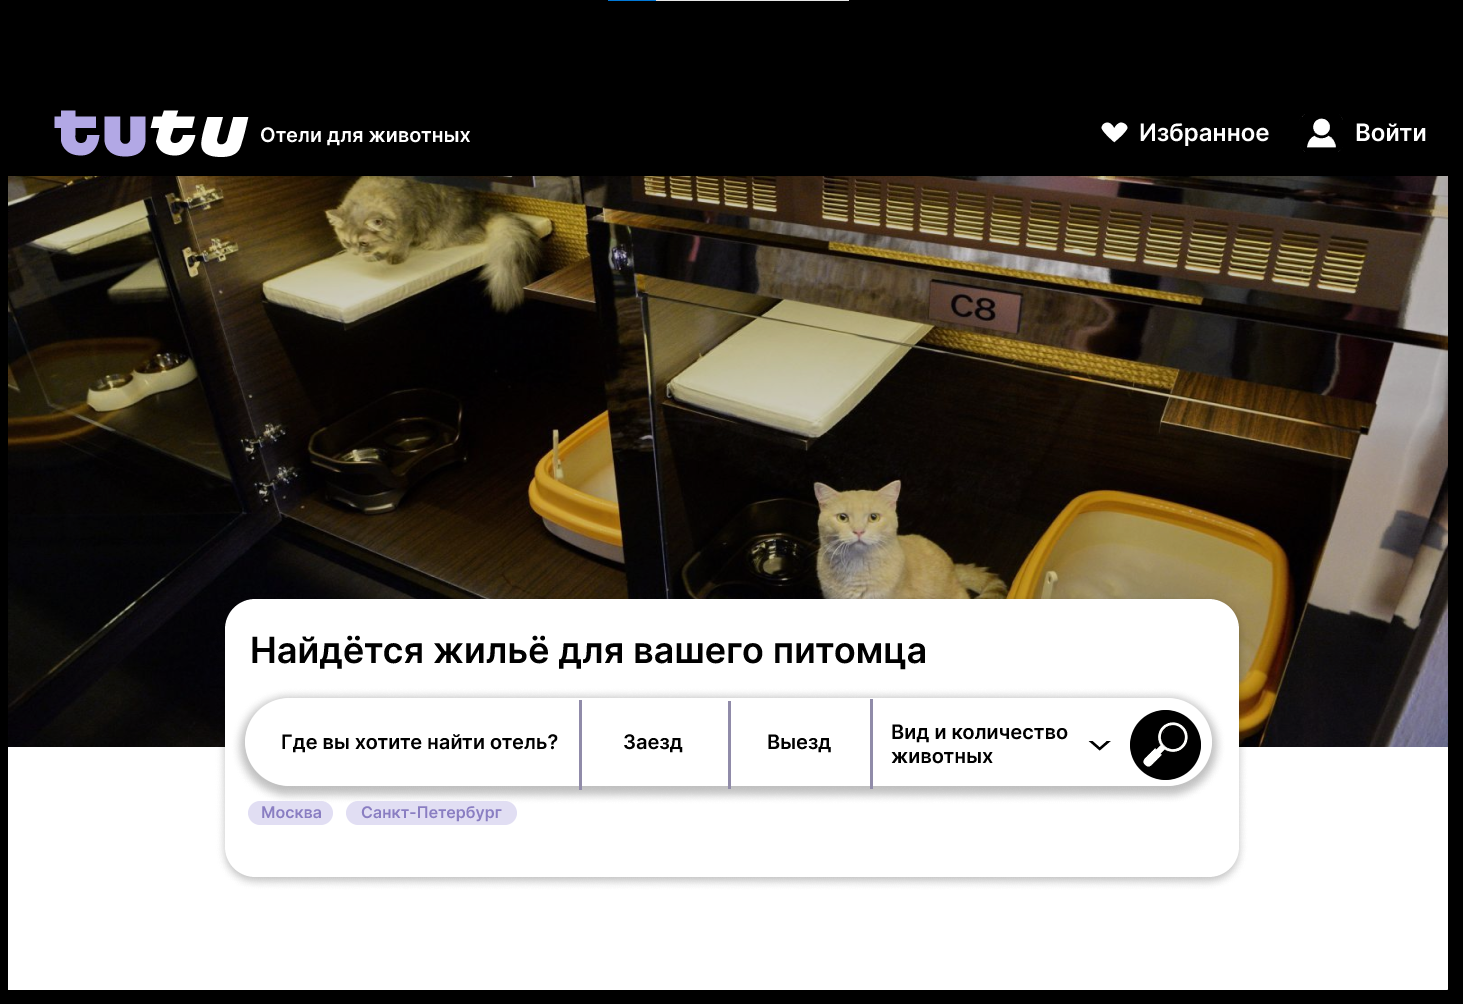 tutu Отели для животных
Избранное
Войти
C8
Найдётся жильё для вашего питомца
Где вы хотите найти отель?
Заезд
Выезд
Вид и количество
животных
Москва
Санкт-Петербург